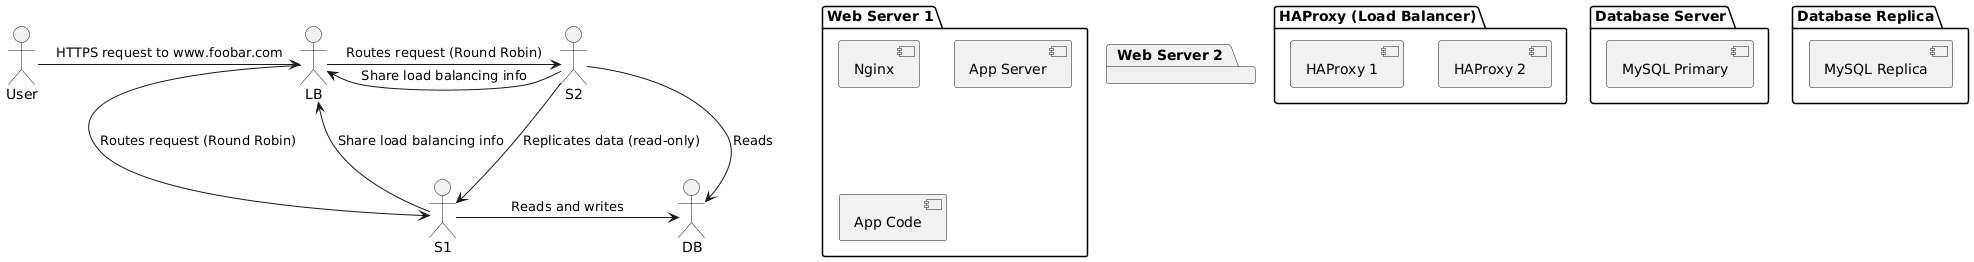 HTTPS request to www.foobar.com
User
Routes request (Round Robin)
Share load balancing info
LB
S2
Routes request (Round Robin)
Share load balancing info
Replicates data (read-only)
Reads
Reads and writes
S1
DB
Web Server 1
Nginx
App Server
App Code
Web Server 2
HAProxy (Load Balancer)
HAProxy 1
HAProxy 2
Database Server
MySQL Primary
Database Replica
MySQL Replica